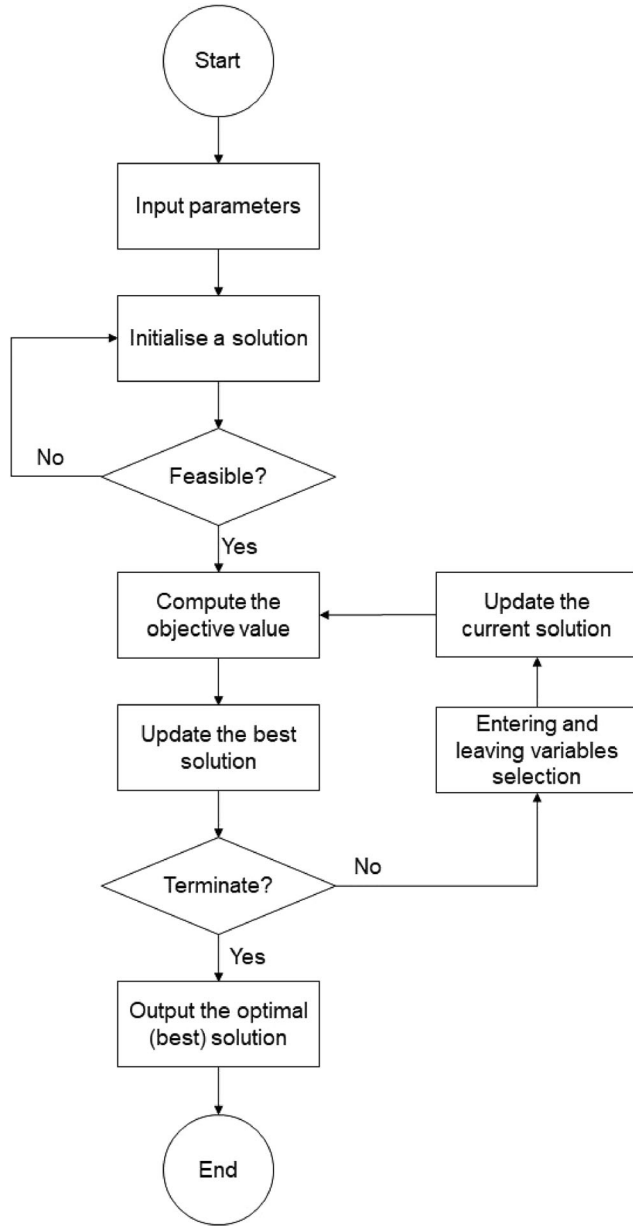 Start
Input parameters
Initialise a solution
No
Feasible?
Yes
Compute the
objective value
Update the
current solution
Update the best
solution
Entering and
leaving variables
selection
Terminate?
No
Yes
Output the optimal
(best) solution
End